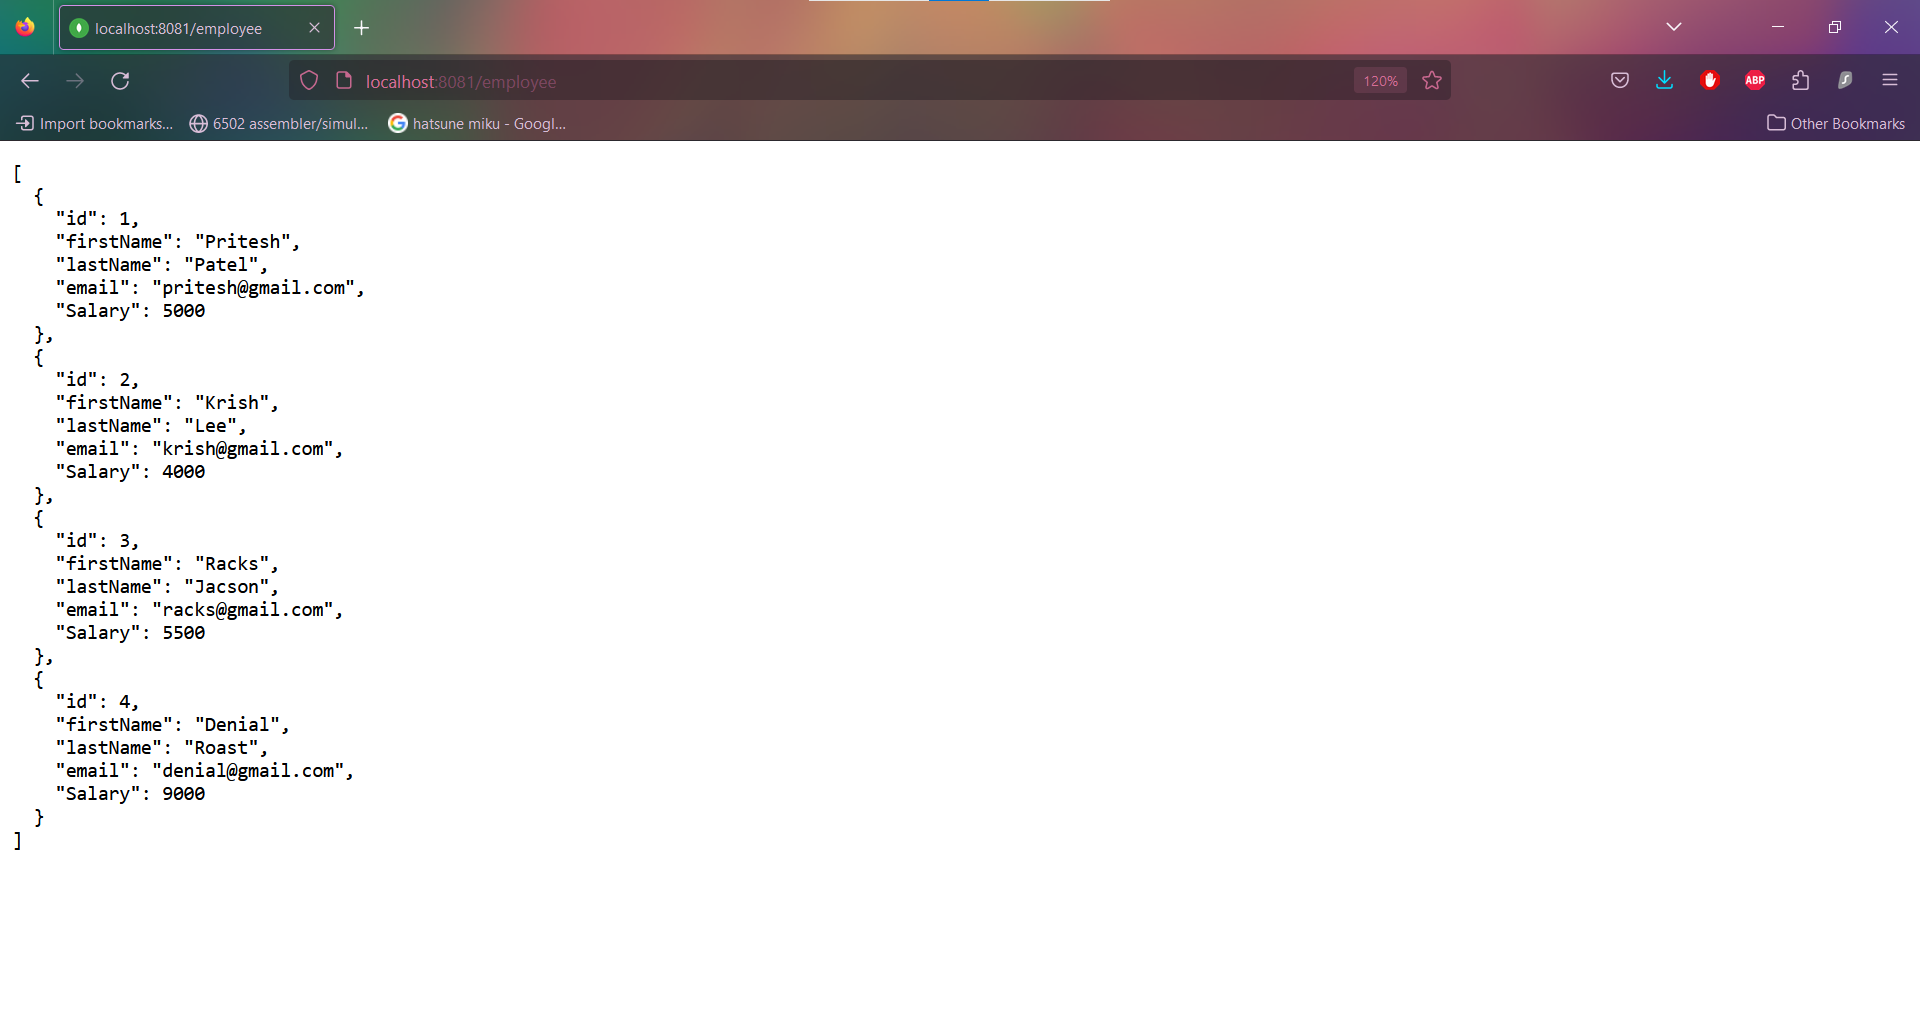 localhost:8081/employee
localhost:8081/employee
120%
ABP
Import bookmarks...
6502 assembler/simul...
hatsune miku - Googl...
Other Bookmarks
[
  {
    "id": 1,
    "firstName": "Pritesh",
    "lastName": "Patel",
    "email": "pritesh@gmail.com",
    "Salary": 5000
  },
  {
    "id": 2,
    "firstName": "Krish",
    "lastName": "Lee",
    "email": "krish@gmail.com",
    "Salary": 4000
  },
  {
    "id": 3,
    "firstName": "Racks",
    "lastName": "Jacson",
    "email": "racks@gmail.com",
    "Salary": 5500
  },
  {
    "id": 4,
    "firstName": "Denial",
    "lastName": "Roast",
    "email": "denial@gmail.com",
    "Salary": 9000
  }
]